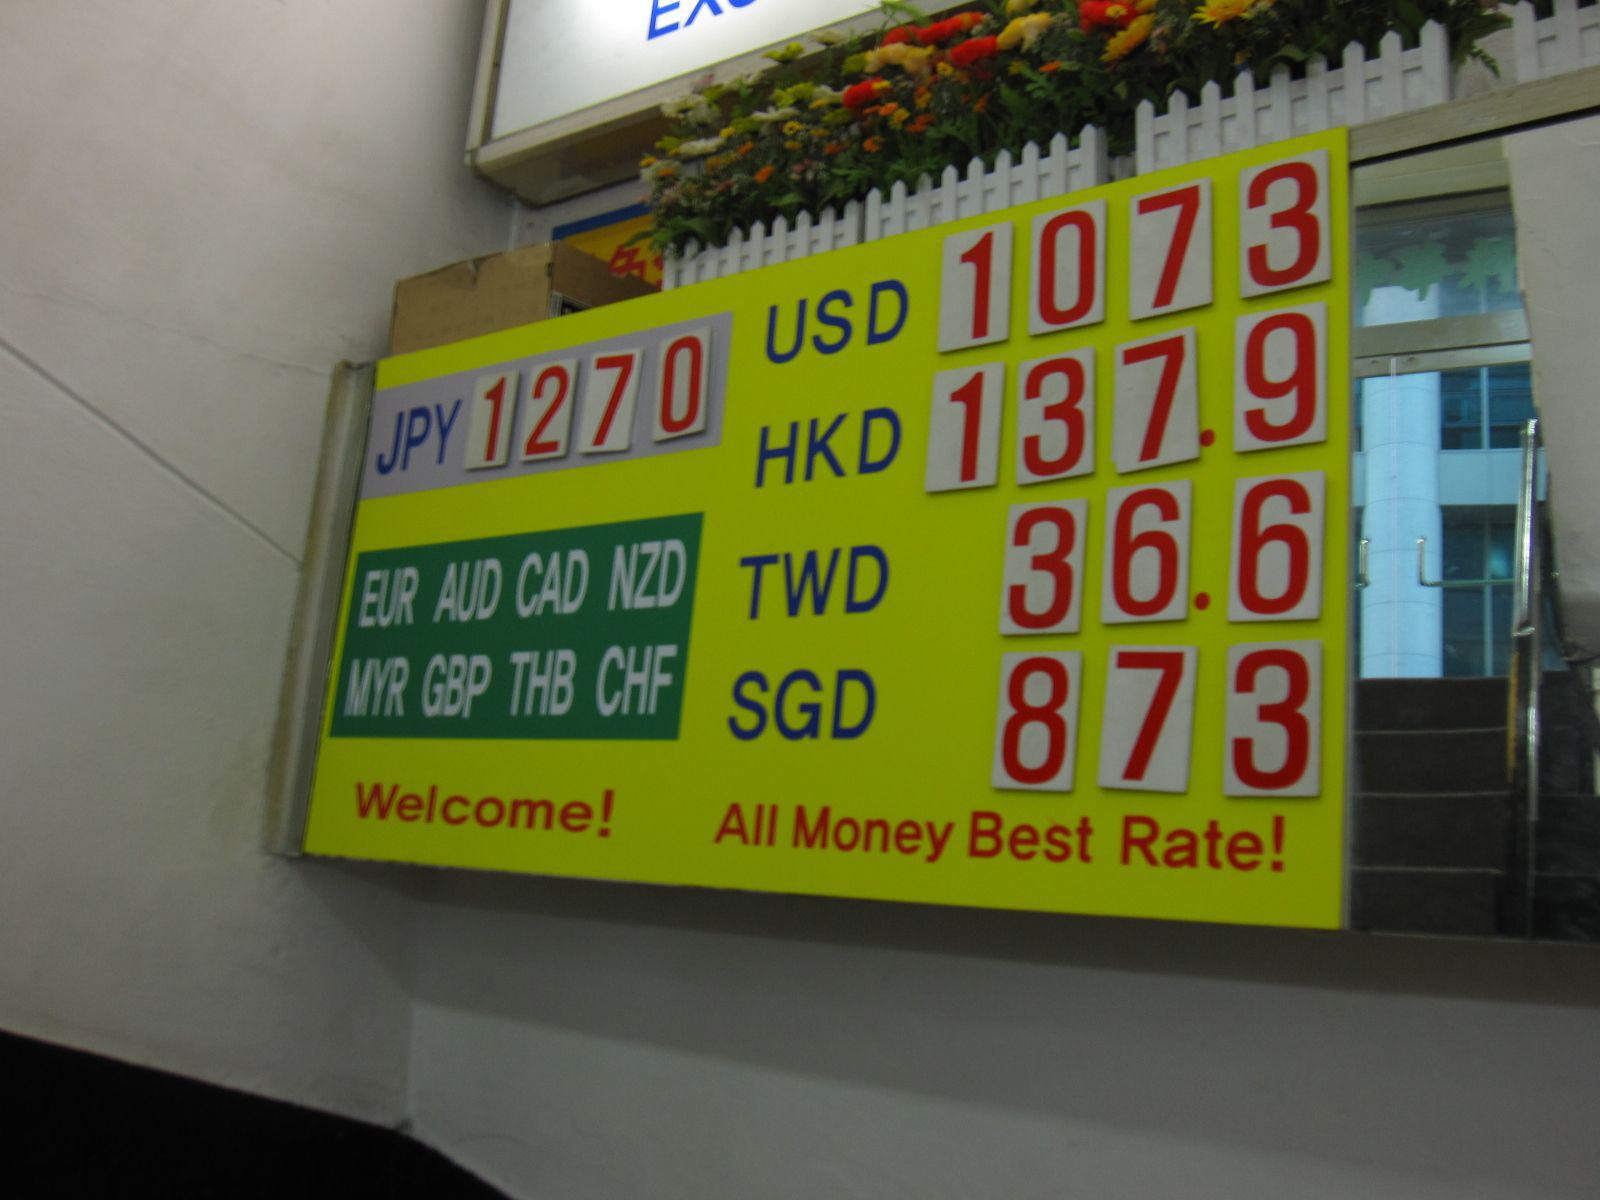 JPY 1270
EUR AUD CAD NZD
MYR GBP THB CHF
USD 1073
HKD 137.9
TWD 36.6
SGD 873
Welcome! All Money Best Rate!